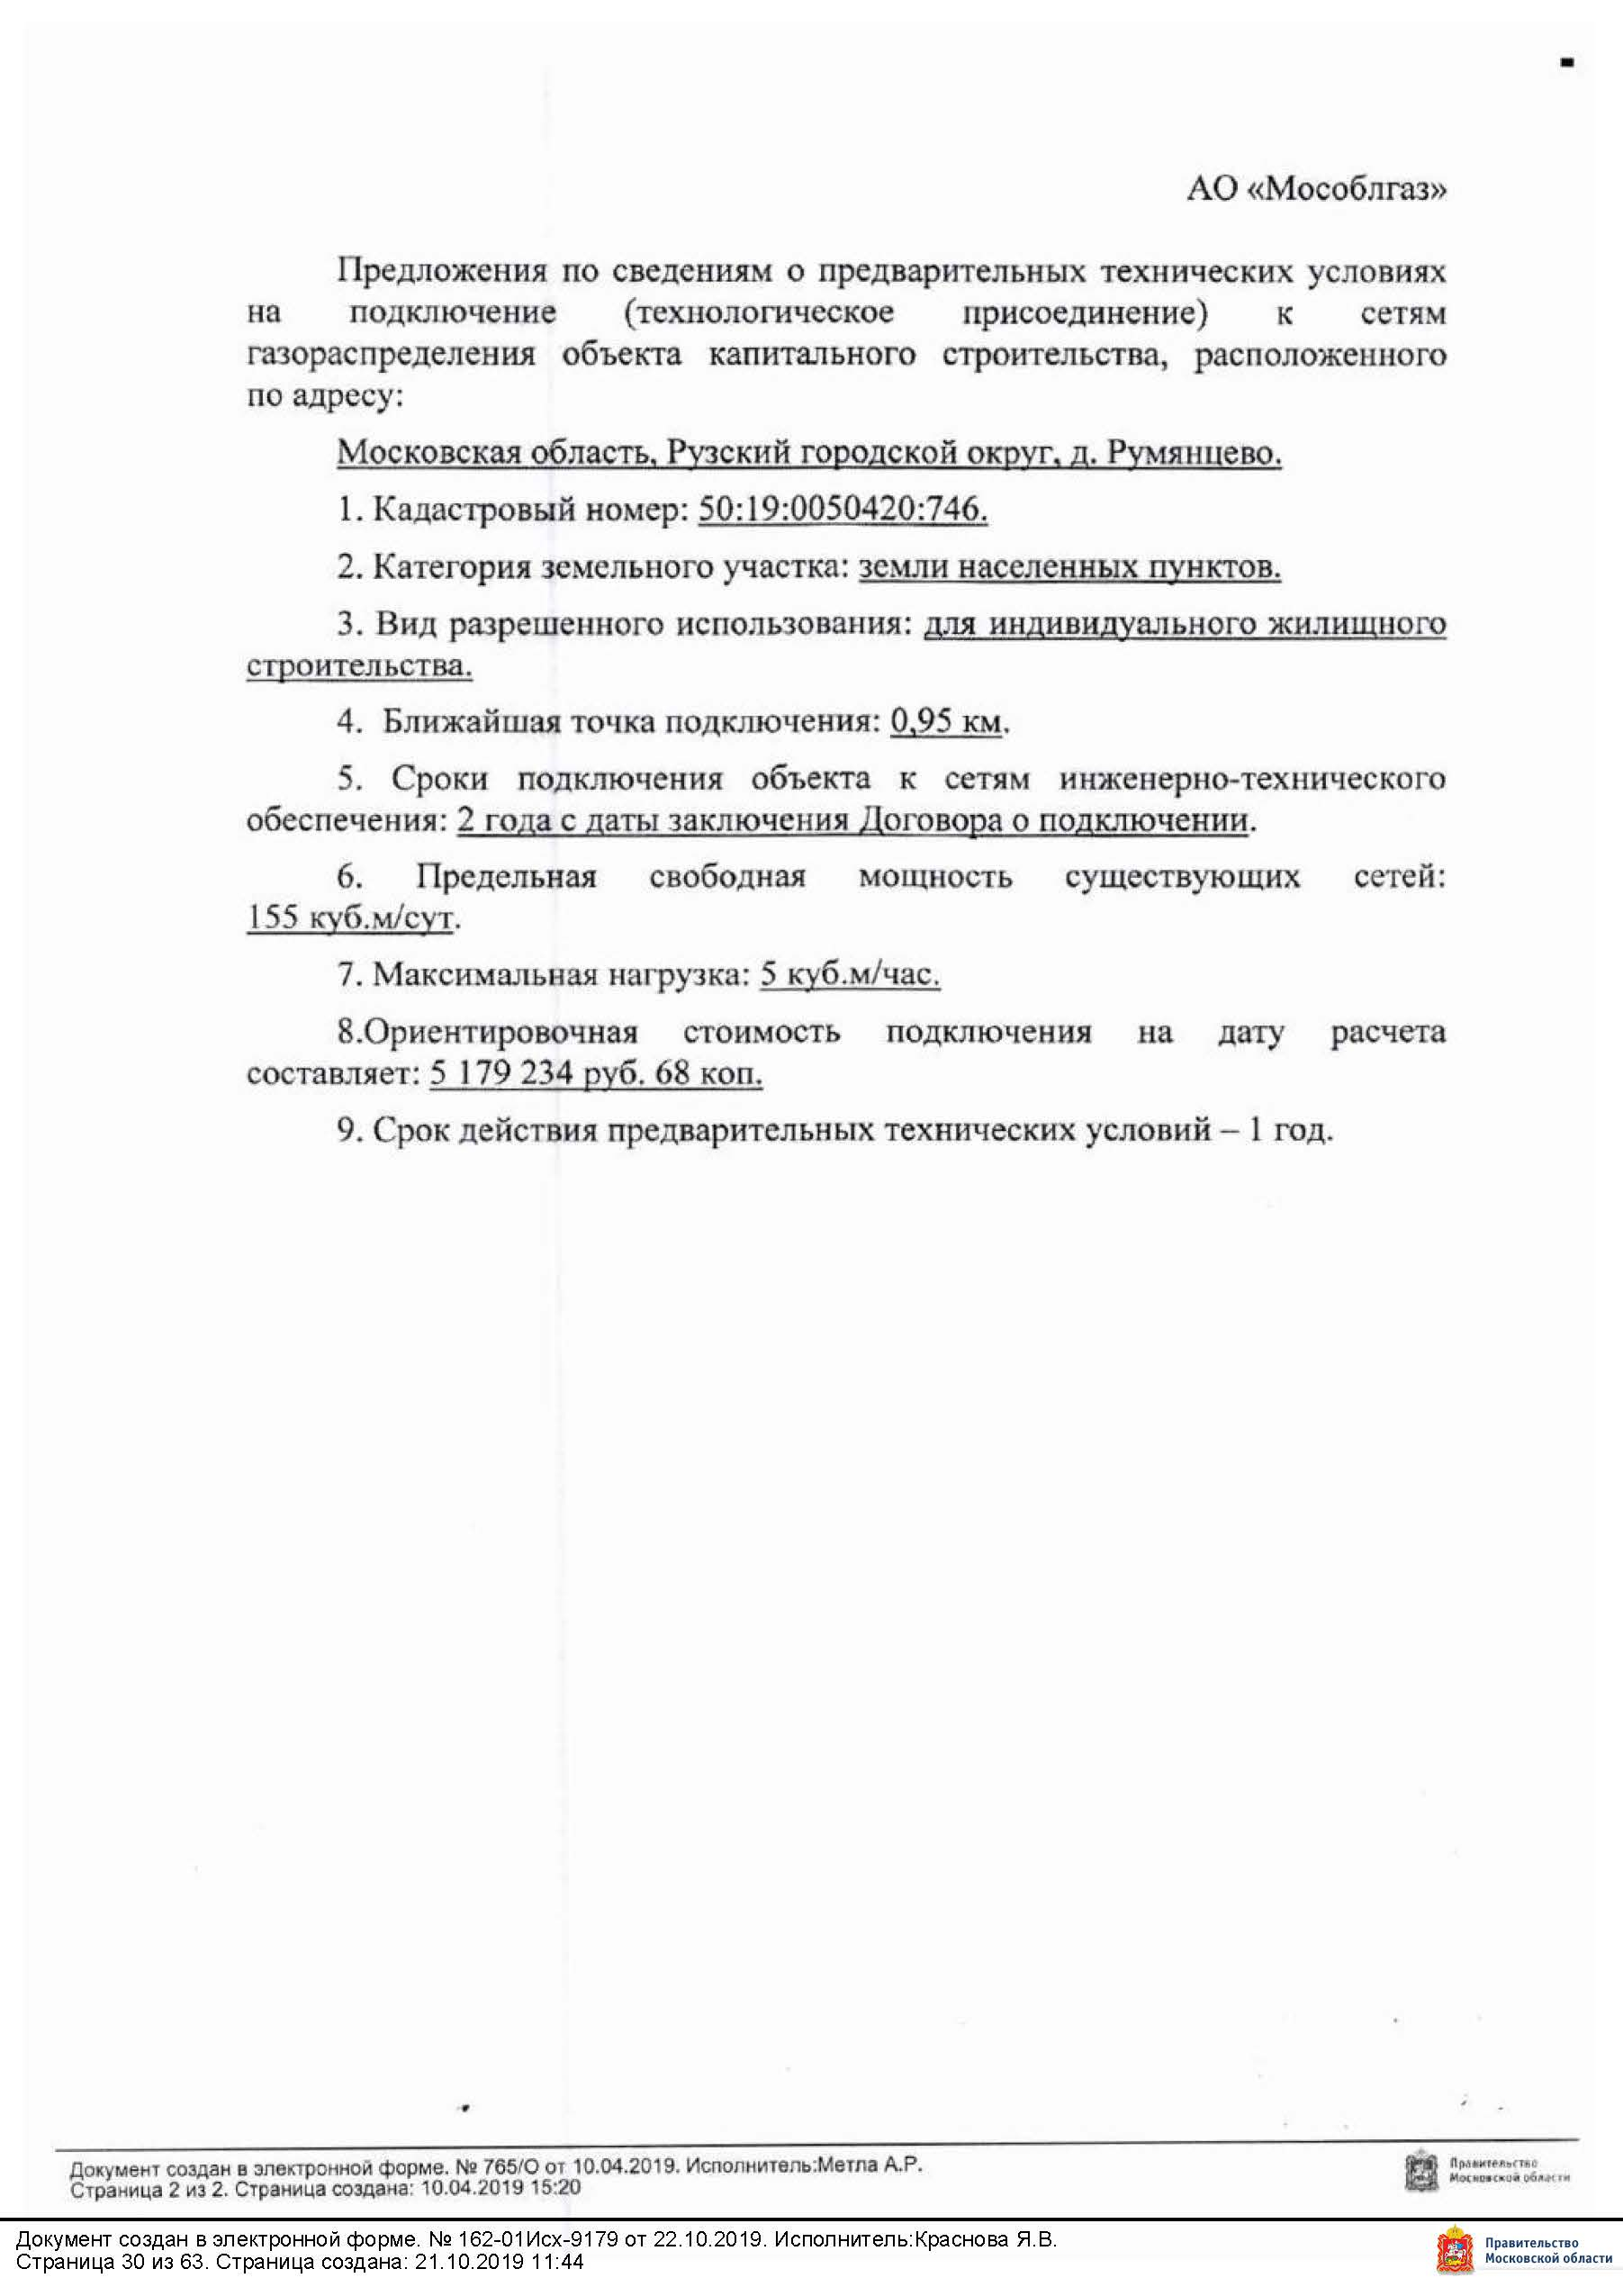 АО «Мособлгаз»
Предложения по сведениям о предварительных технических условиях
на подключение (технологическое присоединение) к сетям
газораспределения объекта капитального строительства, расположенного
по адресу:
Московская область, Рузский городской округ, д. Румянцево.
1. Кадастровый номер: 50:19:0050420:746.
2. Категория земельного участка: земли населенных пунктов.
3. Вид разрешенного использования: для индивидуального жилищного
строительства.
4. Ближайшая точка подключения: 0,95 км.
5. Сроки подключения объекта к сетям инженерно-технического
обеспечения: 2 года с даты заключения Договора о подключении.
6. Предельная свободная мощность существующих сетей:
155 куб.м/сут.
7. Максимальная нагрузка: 5 куб.м/час.
8.Ориентировочная стоимость подключения на дату расчета
составляет: 5 179 234 руб. 68 коп.
9. Срок действия предварительных технических условий – 1 год.
Документ создан в электронной форме. № 765/О от 10.04.2019. Исполнитель:Метла А.Р.
Страница 2 из 2. Страница создана: 10.04.2019 15:20
Правительство
Московской области
Документ создан в электронной форме. № 162-01Исх-9179 от 22.10.2019. Исполнитель:Краснова Я.В.
Страница 30 из 63. Страница создана: 21.10.2019 11:44
Правительство
Московской области